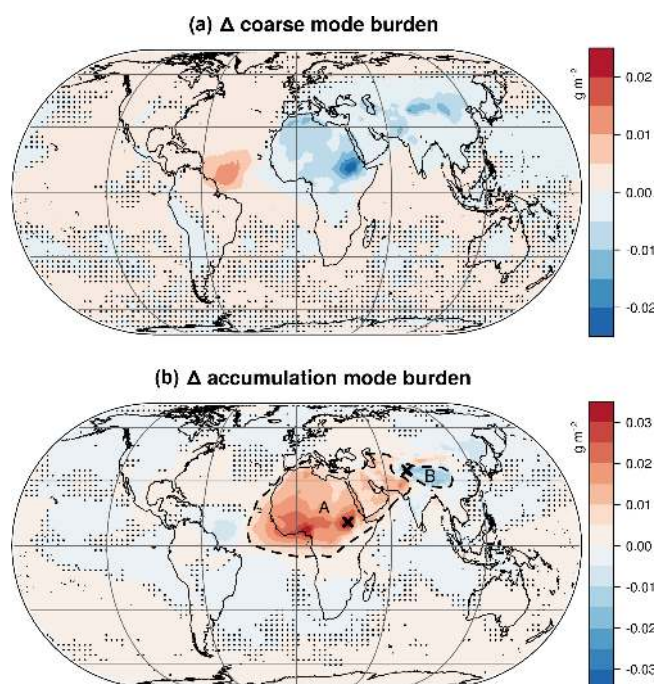 (a) Δ coarse mode burden
g m⁻²
0.02
0.01
0.00
-0.01
-0.02
(b) Δ accumulation mode burden
g m⁻²
0.03
0.02
0.01
0.00
-0.01
-0.02
-0.03
A
B